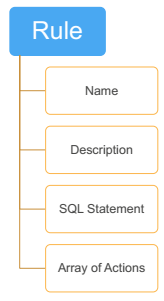 Rule
Name
Description
SQL Statement
Array of Actions